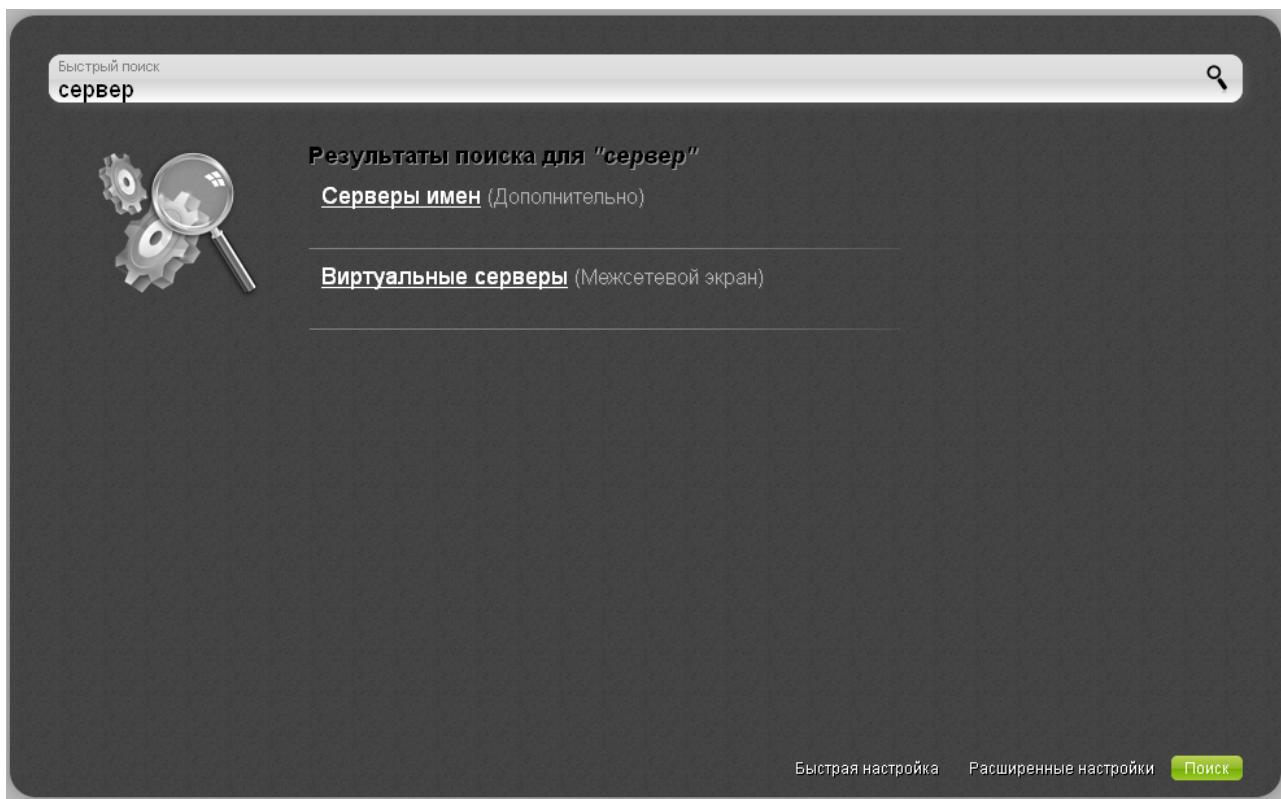 Быстрый поиск
сервер
Результаты поиска для "сервер"
Серверы имен (Дополнительно)
Виртуальные серверы (Межсетевой экран)
Быстрая настройка Расширенные настройки Поиск